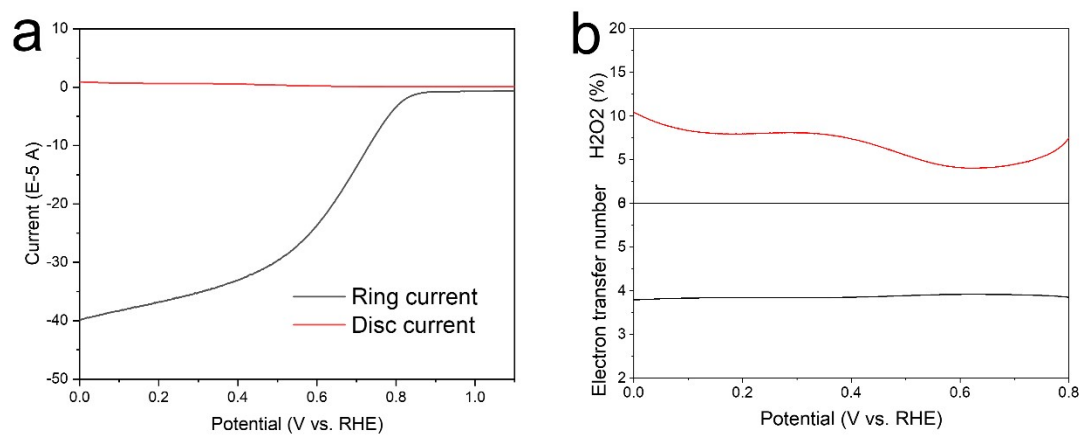 a
10
0
-10
-20
-30
-40
-50
Current (E-5 A)
Ring current
Disc current
0.0 0.2 0.4 0.6 0.8 1.0
Potential (V vs. RHE)
b
20
15
10
5
0
H2O2 (%)
6
5
4
3
2
Electron transfer number
0.0 0.2 0.4 0.6 0.8
Potential (V vs. RHE)